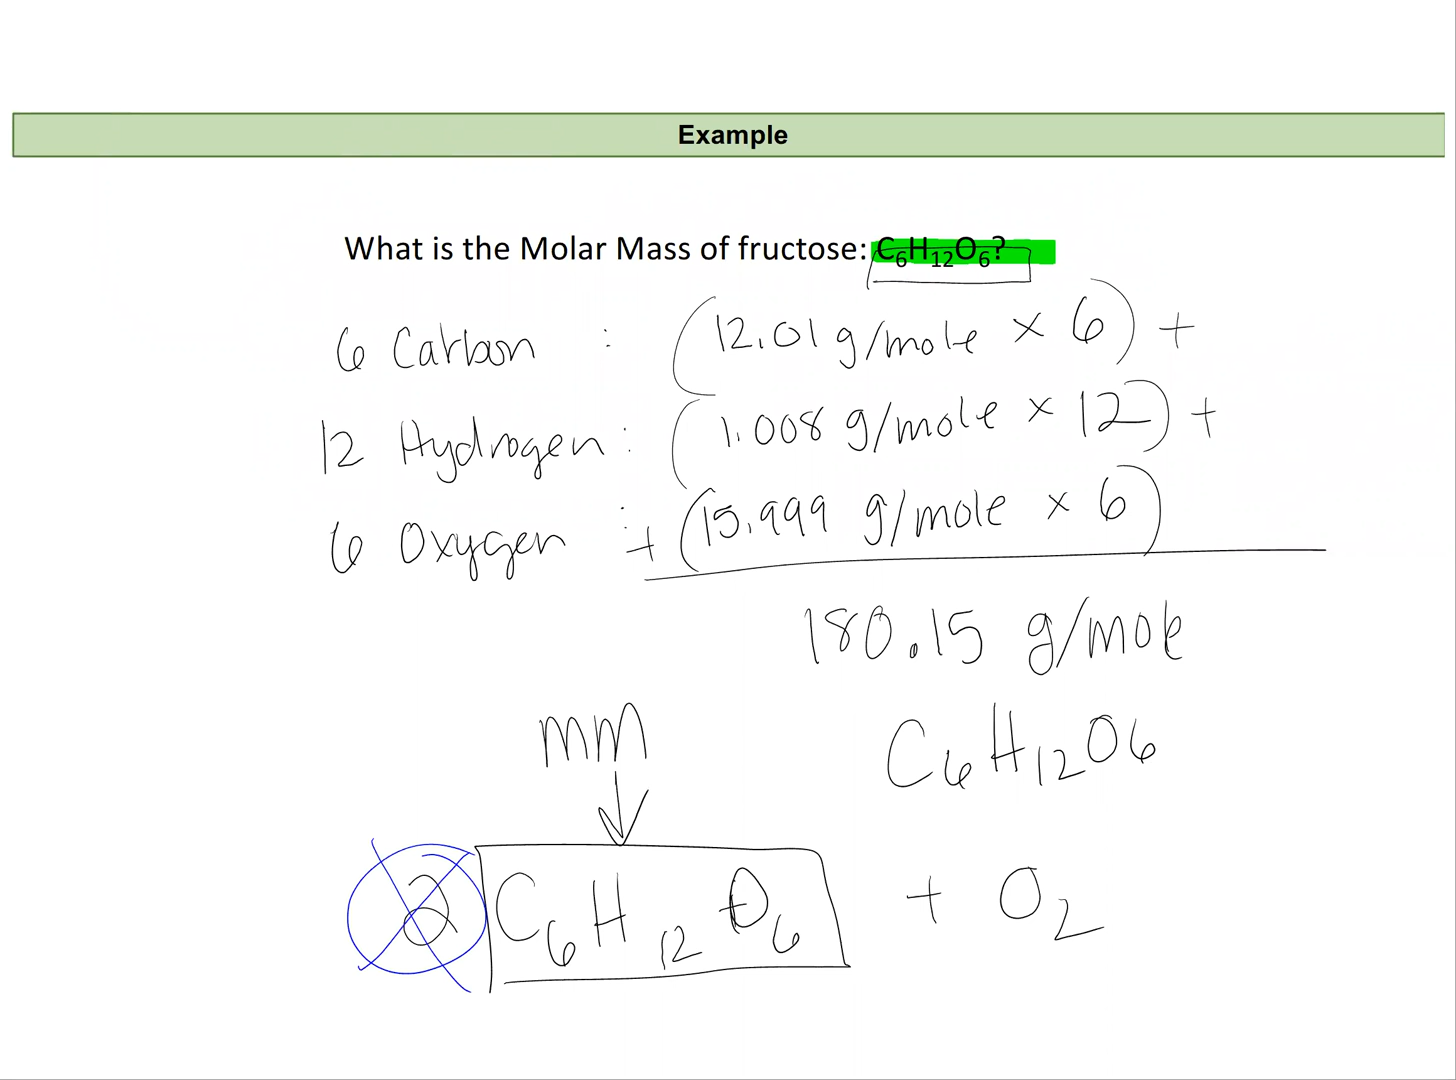 Example
What is the Molar Mass of fructose: C₆H₁₂O₆?
6 Carbon : (12.01 g/mole × 6) +
12 Hydrogen : (1.008 g/mole × 12) +
6 Oxygen : + (15.999 g/mole × 6)
180.15 g/mole
mm
C₆H₁₂O₆
2 C₆H₁₂O₆ + O₂